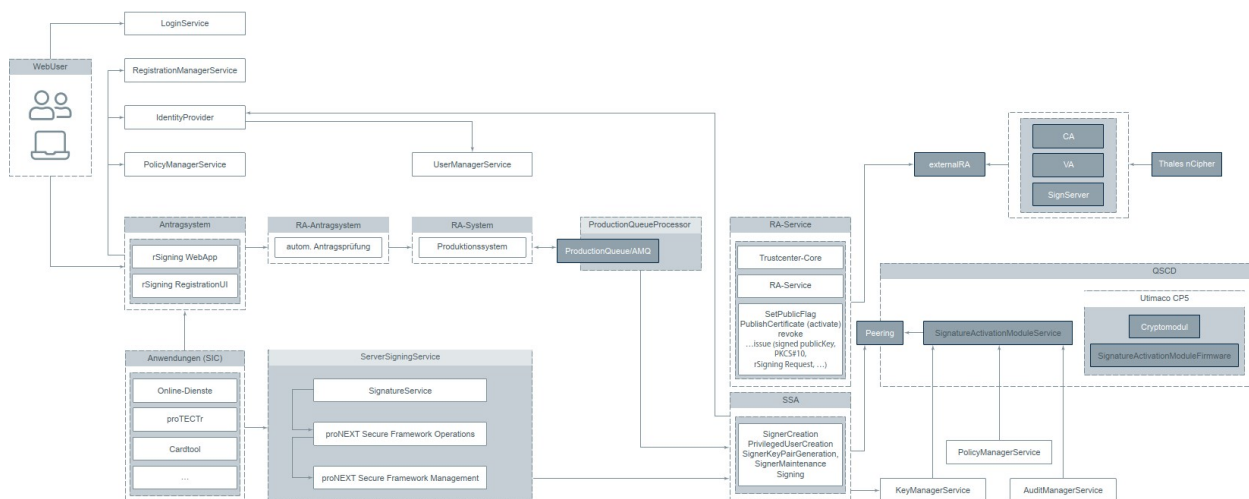 LoginService
WebUser
RegistrationManagerService
IdentityProvider
PolicyManagerService
UserManagerService
externalRA
CA
VA
SignServer
Thales nCipher
Antragsystem
rSigning WebApp
rSigning RegistrationUI
RA-Antragsystem
autom. Antragsprüfung
RA-System
Produktionssystem
ProductionQueueProcessor
ProductionQueue/AMQ
RA-Service
Trustcenter-Core
RA-Service
SetPublicFlag
PublishCertificate (activate)
revoke
...issue (signed publicKey,
PKCS#10,
rSigning Request, ...)
QSCD
Peering
SignatureActivationModuleService
Utimaco CP5
Cryptomodul
SignatureActivationModuleFirmware
Anwendungen (SIC)
Online-Dienste
proTECTr
Cardtool
...
ServerSigningService
SignatureService
proNEXT Secure Framework Operations
proNEXT Secure Framework Management
SSA
SignerCreation
PrivilegedUserCreation
SignerKeyPairGeneration,
SignerMaintenance
Signing
PolicyManagerService
KeyManagerService
AuditManagerService